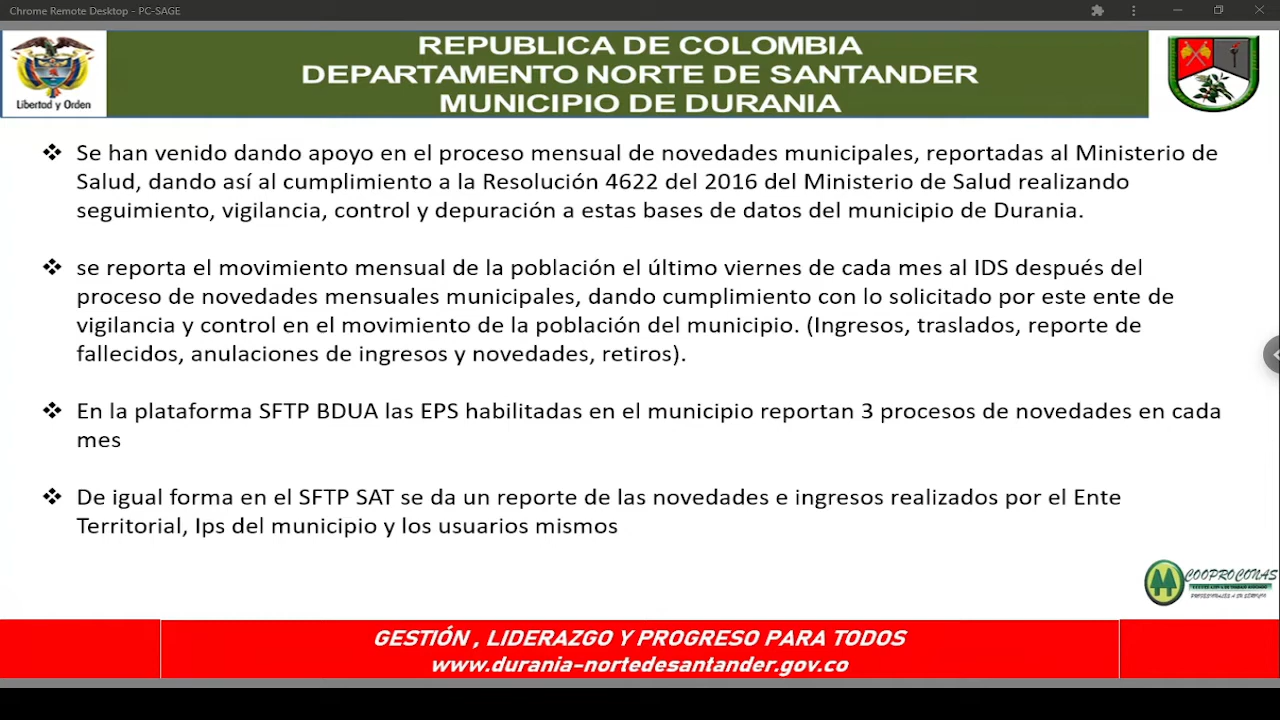 Chrome Remote Desktop - PC-SAGE
REPUBLICA DE COLOMBIA
DEPARTAMENTO NORTE DE SANTANDER
MUNICIPIO DE DURANIA
Libertad y Orden
❖ Se han venido dando apoyo en el proceso mensual de novedades municipales, reportadas al Ministerio de
Salud, dando así al cumplimiento a la Resolución 4622 del 2016 del Ministerio de Salud realizando
seguimiento, vigilancia, control y depuración a estas bases de datos del municipio de Durania.
❖ se reporta el movimiento mensual de la población el último viernes de cada mes al IDS después del
proceso de novedades mensuales municipales, dando cumplimiento con lo solicitado por este ente de
vigilancia y control en el movimiento de la población del municipio. (Ingresos, traslados, reporte de
fallecidos, anulaciones de ingresos y novedades, retiros).
❖ En la plataforma SFTP BDUA las EPS habilitadas en el municipio reportan 3 procesos de novedades en cada
mes
❖ De igual forma en el SFTP SAT se da un reporte de las novedades e ingresos realizados por el Ente
Territorial, Ips del municipio y los usuarios mismos
COOPROCONAS
PROFESIONALES A SU SERVICIO
GESTIÓN , LIDERAZGO Y PROGRESO PARA TODOS
www.durania-nortedesantander.gov.co